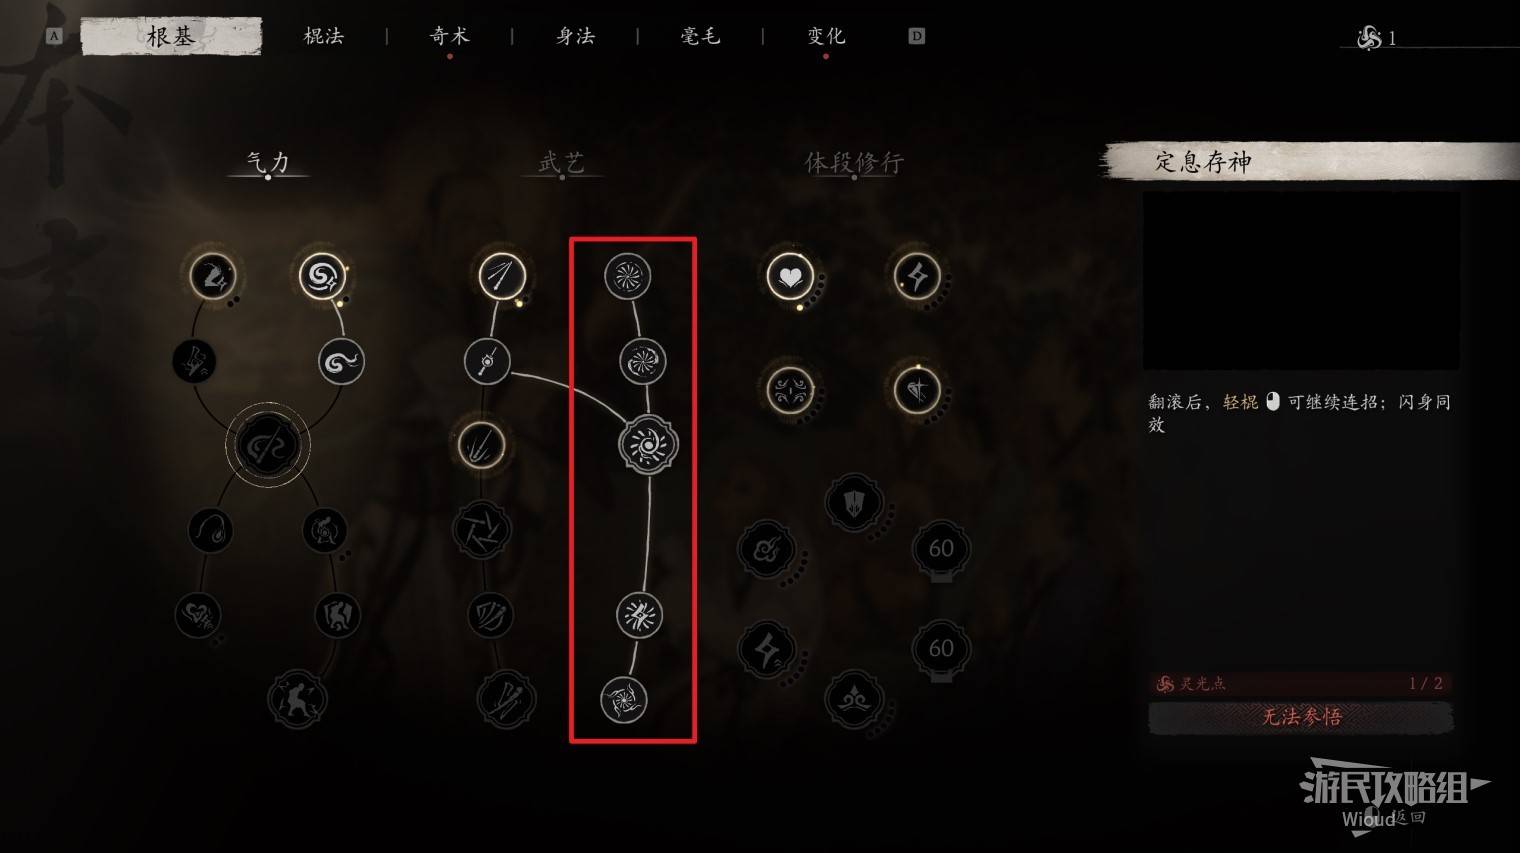 A
根基
棍法
奇术
身法
毫毛
变化
D
1
本事
气力
武艺
体段修行
定息存神
翻滚后，轻棍 可继续连招；闪身同
效
60
60
灵光点 1 / 2
无法参悟
游民攻略组
Wioud
返回